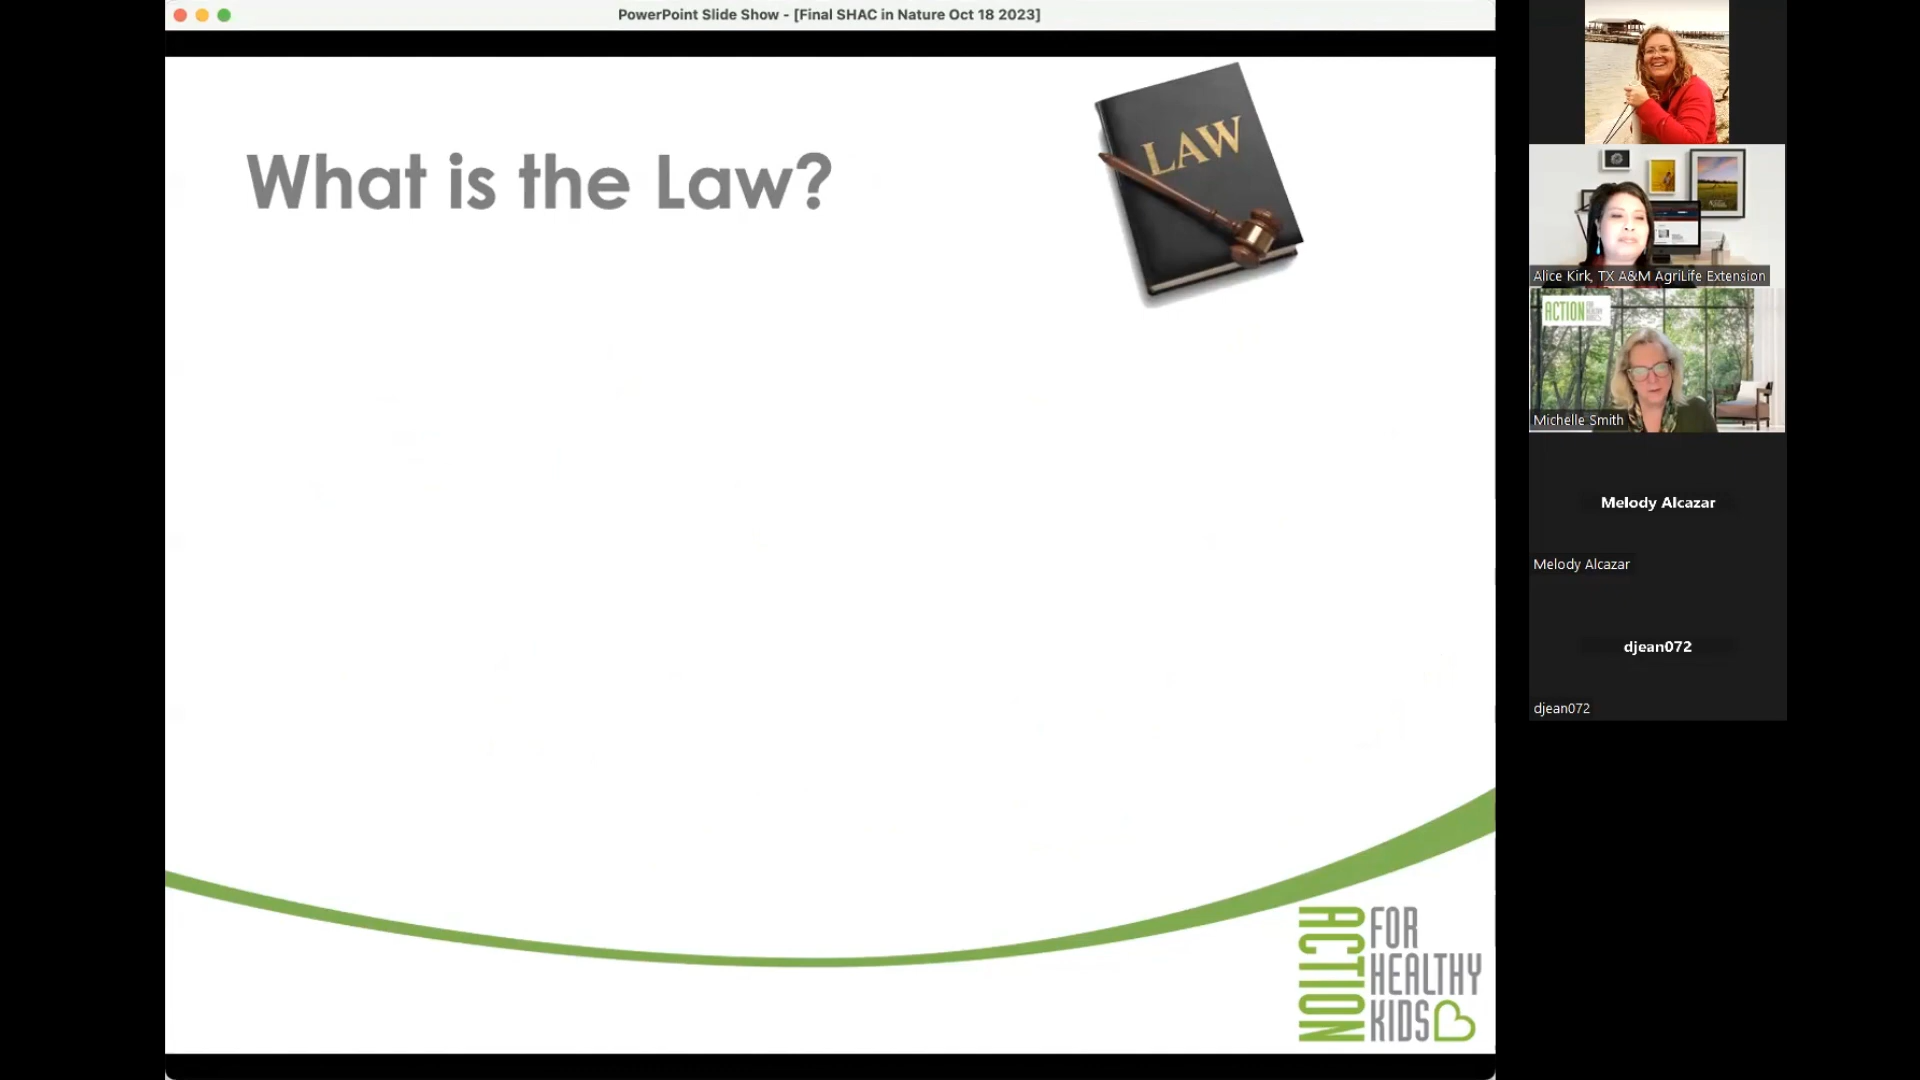 PowerPoint Slide Show - [Final SHAC in Nature Oct 18 2023]
What is the Law?
LAW
ACTION
FOR
HEALTHY
KIDS
Alice Kirk, TX A&M AgriLife Extension
ACTION
Michelle Smith
Melody Alcazar
Melody Alcazar
djean072
djean072